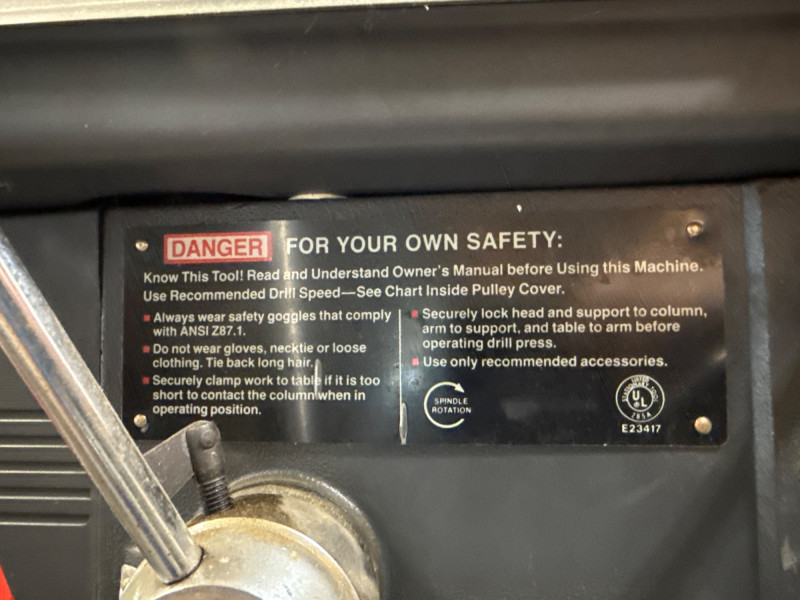 DANGER FOR YOUR OWN SAFETY:
Know This Tool! Read and Understand Owner's Manual before Using this Machine.
Use Recommended Drill Speed—See Chart Inside Pulley Cover.
■ Always wear safety goggles that comply
with ANSI Z87.1.
■ Do not wear gloves, necktie or loose
clothing. Tie back long hair.
■ Securely clamp work to table if it is too
short to contact the column when in
operating position.
■ Securely lock head and support to column,
arm to support, and table to arm before
operating drill press.
■ Use only recommended accessories.
SPINDLE
ROTATION
UL
®
E23417